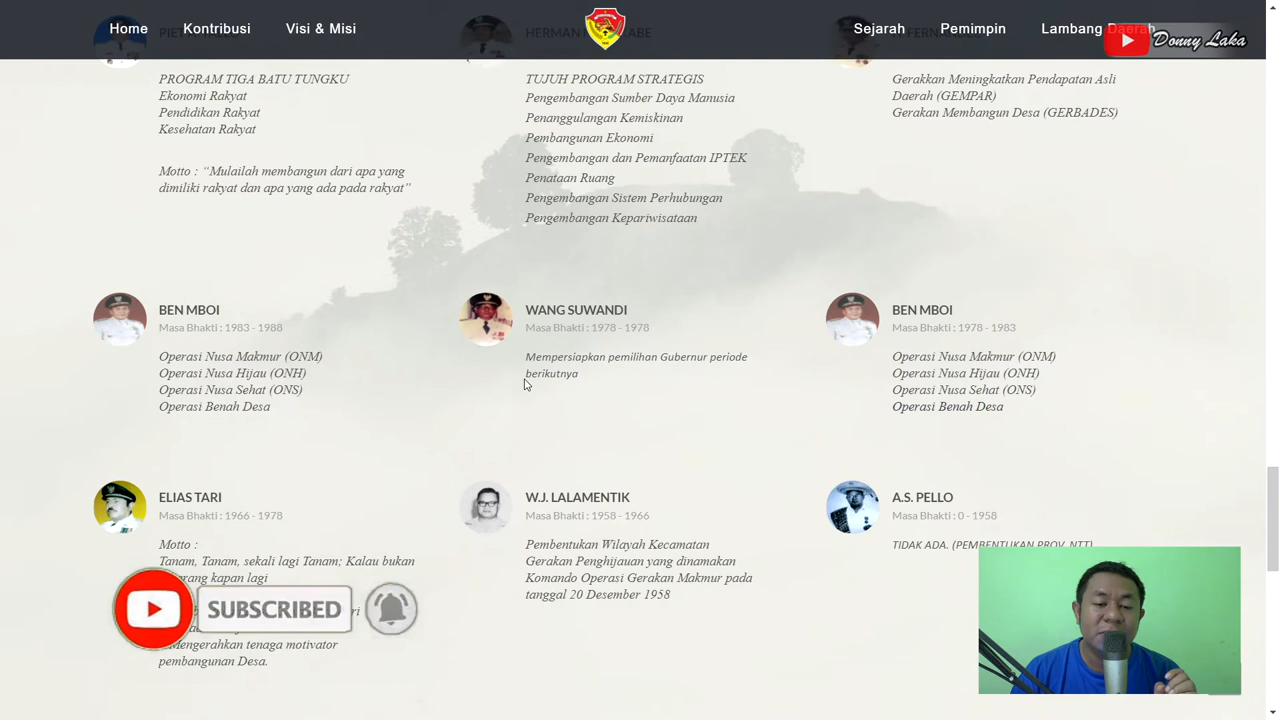 Home
Kontribusi
Visi & Misi
Sejarah
Pemimpin
Lambang Daerah
Donny Laka
HERMAN
PROGRAM TIGA BATU TUNGKU
Ekonomi Rakyat
Pendidikan Rakyat
Kesehatan Rakyat
Motto : “Mulailah membangun dari apa yang
dimiliki rakyat dan apa yang ada pada rakyat”
TUJUH PROGRAM STRATEGIS
Pengembangan Sumber Daya Manusia
Penanggulangan Kemiskinan
Pembangunan Ekonomi
Pengembangan dan Pemanfaatan IPTEK
Penataan Ruang
Pengembangan Sistem Perhubungan
Pengembangan Kepariwisataan
Gerakkan Meningkatkan Pendapatan Asli
Daerah (GEMPAR)
Gerakan Membangun Desa (GERBADES)
BEN MBOI
Masa Bhakti : 1983 - 1988
Operasi Nusa Makmur (ONM)
Operasi Nusa Hijau (ONH)
Operasi Nusa Sehat (ONS)
Operasi Benah Desa
WANG SUWANDI
Masa Bhakti : 1978 - 1978
Mempersiapkan pemilihan Gubernur periode
berikutnya
BEN MBOI
Masa Bhakti : 1978 - 1983
Operasi Nusa Makmur (ONM)
Operasi Nusa Hijau (ONH)
Operasi Nusa Sehat (ONS)
Operasi Benah Desa
ELIAS TARI
Masa Bhakti : 1966 - 1978
Motto :
Tanam, Tanam, sekali lagi Tanam; Kalau bukan
kapan lagi
Mengerahkan tenaga motivator
pembangunan Desa.
W.J. LALAMENTIK
Masa Bhakti : 1958 - 1966
Pembentukan Wilayah Kecamatan
Gerakan Penghijauan yang dinamakan
Komando Operasi Gerakan Makmur pada
tanggal 20 Desember 1958
A.S. PELLO
Masa Bhakti : 0 - 1958
TIDAK ADA. (PEMBENTUKAN PROV. NTT)
SUBSCRIBED